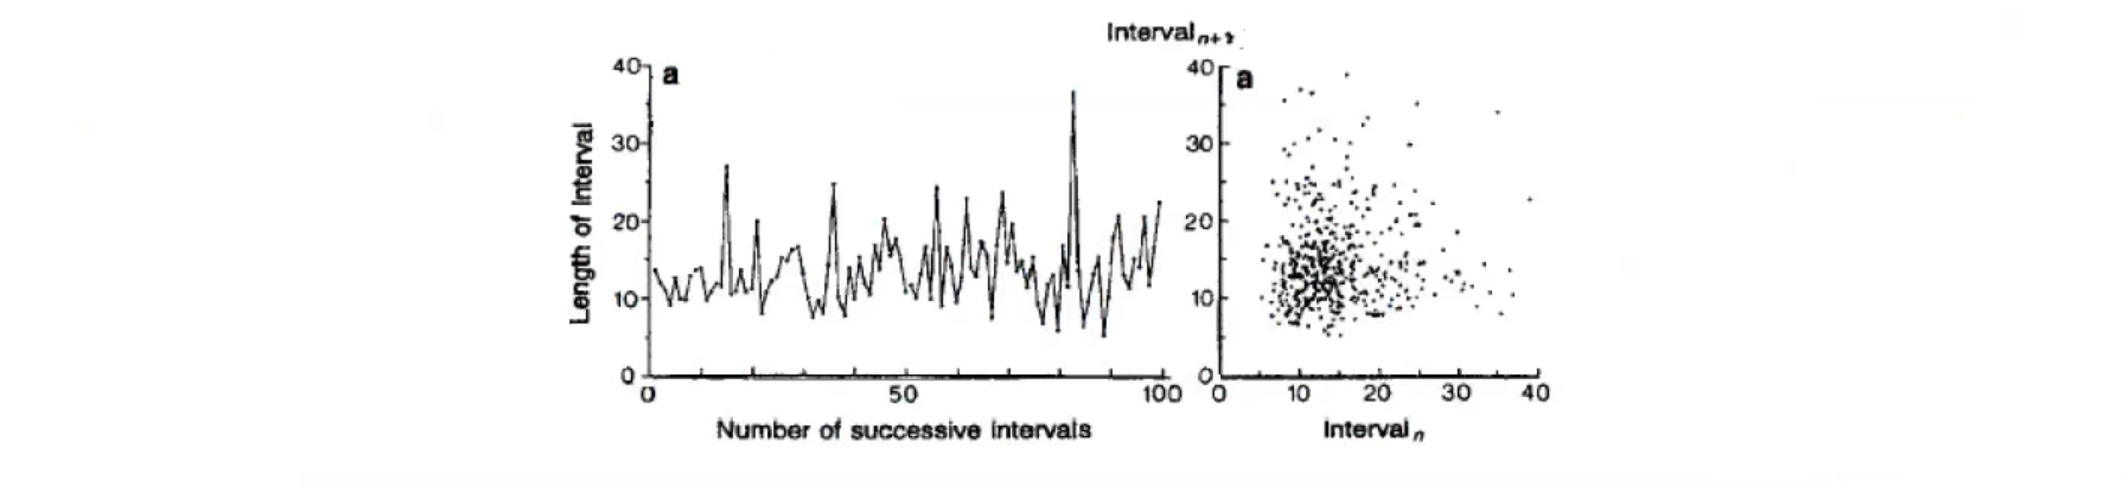 Interval n+1
40 a
30
20
10
0
Length of Interval
0 50 100
Number of successive intervals
40 a
30
20
10
0
0 10 20 30 40
Interval n